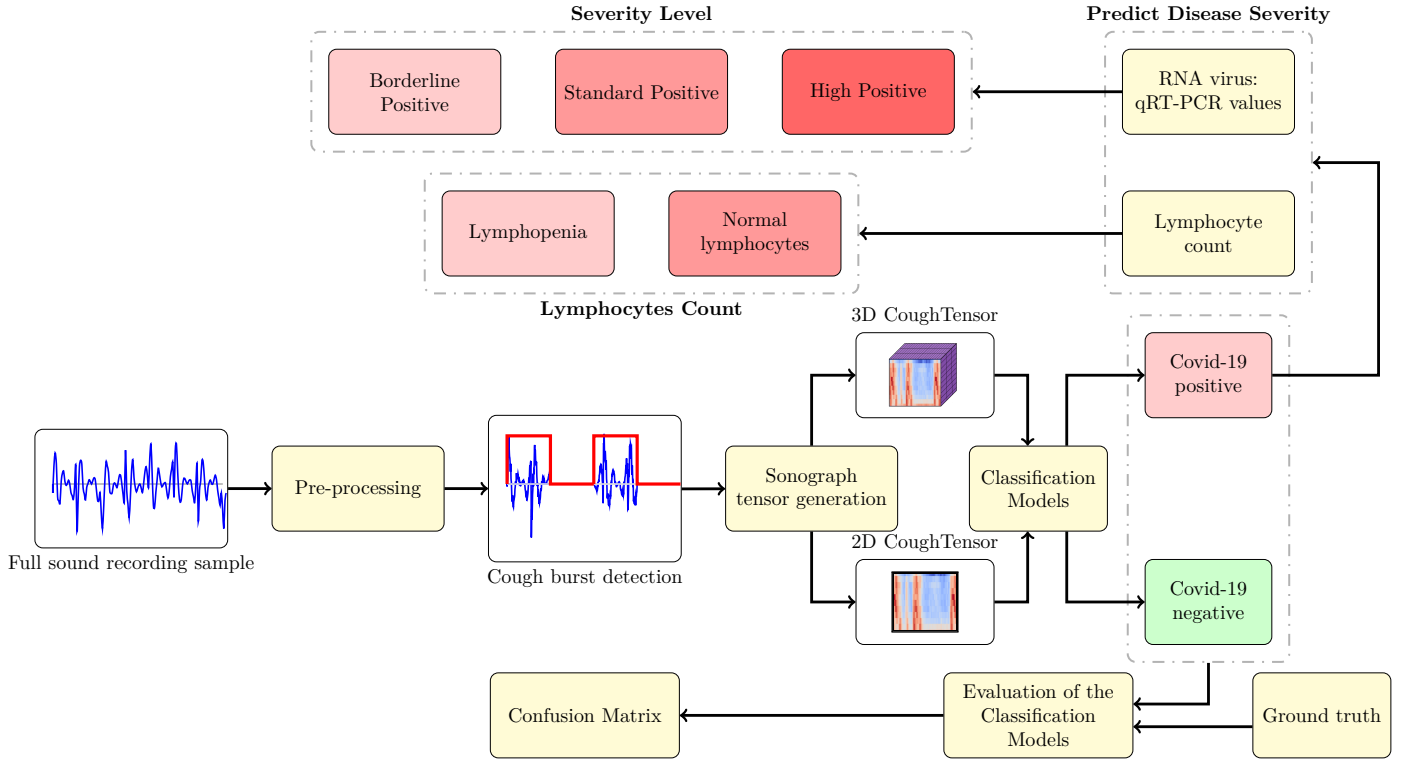 Severity Level
Predict Disease Severity
Borderline
Positive
Standard Positive
High Positive
RNA virus:
qRT-PCR values
Lymphopenia
Normal
lymphocytes
Lymphocyte
count
Lymphocytes Count
3D CoughTensor
Covid-19
positive
Full sound recording sample
Pre-processing
Cough burst detection
Sonograph
tensor generation
Classification
Models
2D CoughTensor
Covid-19
negative
Confusion Matrix
Evaluation of the
Classification
Models
Ground truth